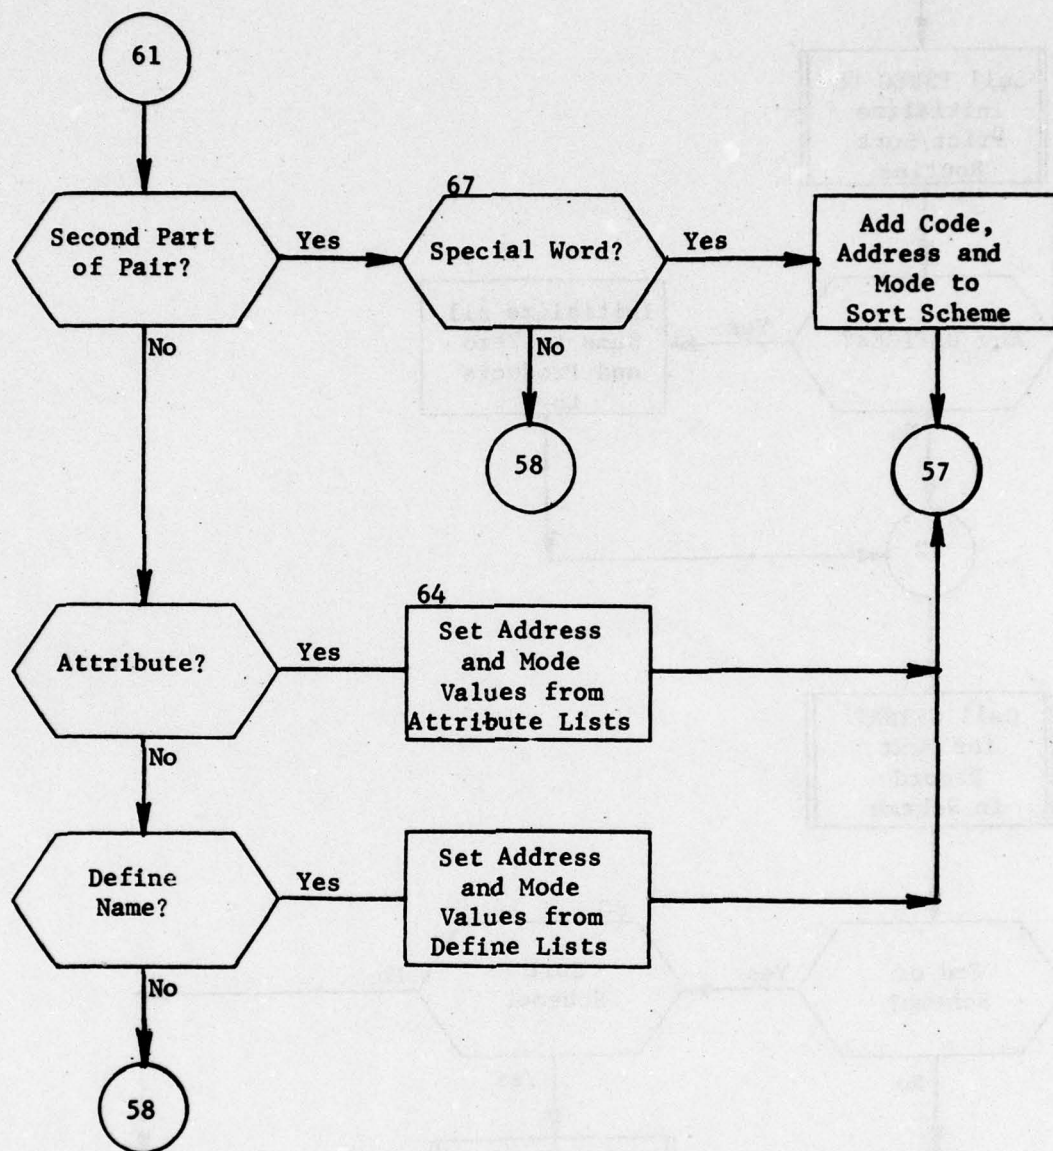 61
Second Part
of Pair?
Yes
67
Special Word?
Yes
Add Code,
Address and
Mode to
Sort Scheme
No
No
58
57
Attribute?
Yes
64
Set Address
and Mode
Values from
Attribute Lists
No
Define
Name?
Yes
Set Address
and Mode
Values from
Define Lists
No
58